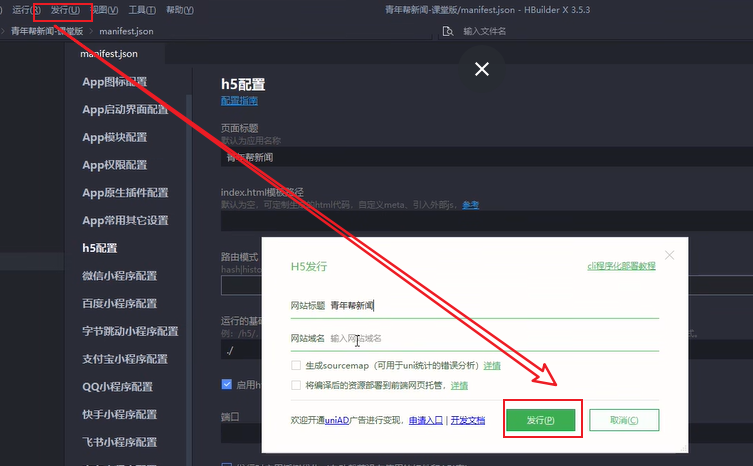 运行(R) 发行(U) 视图(V) 工具(T) 帮助(Y)
青年帮新闻-课堂版/manifest.json - HBuilder X 3.5.3
青年帮新闻-课堂版 manifest.json
输入文件名
manifest.json
App图标配置
App启动界面配置
App模块配置
App权限配置
App原生插件配置
App常用其它设置
h5配置
微信小程序配置
百度小程序配置
字节跳动小程序配置
支付宝小程序配置
QQ小程序配置
快手小程序配置
飞书小程序配置
h5配置
配置指南
页面标题
默认为应用名称
青年帮新闻
index.html模板路径
默认为空，可定制生成的html代码，自定义meta、引入外部js，参考
路由模式
运行的基础
例：/h5/
./
启用h
端口
H5发行
cli程序化部署教程
网站标题 青年帮新闻
网站域名 输入网站域名
生成sourcemap（可用于uni统计的错误分析）详情
将编译后的资源部署到前端网页托管，详情
欢迎开通uniAD广告进行变现，申请入口 | 开发文档
发行(P)
取消(C)